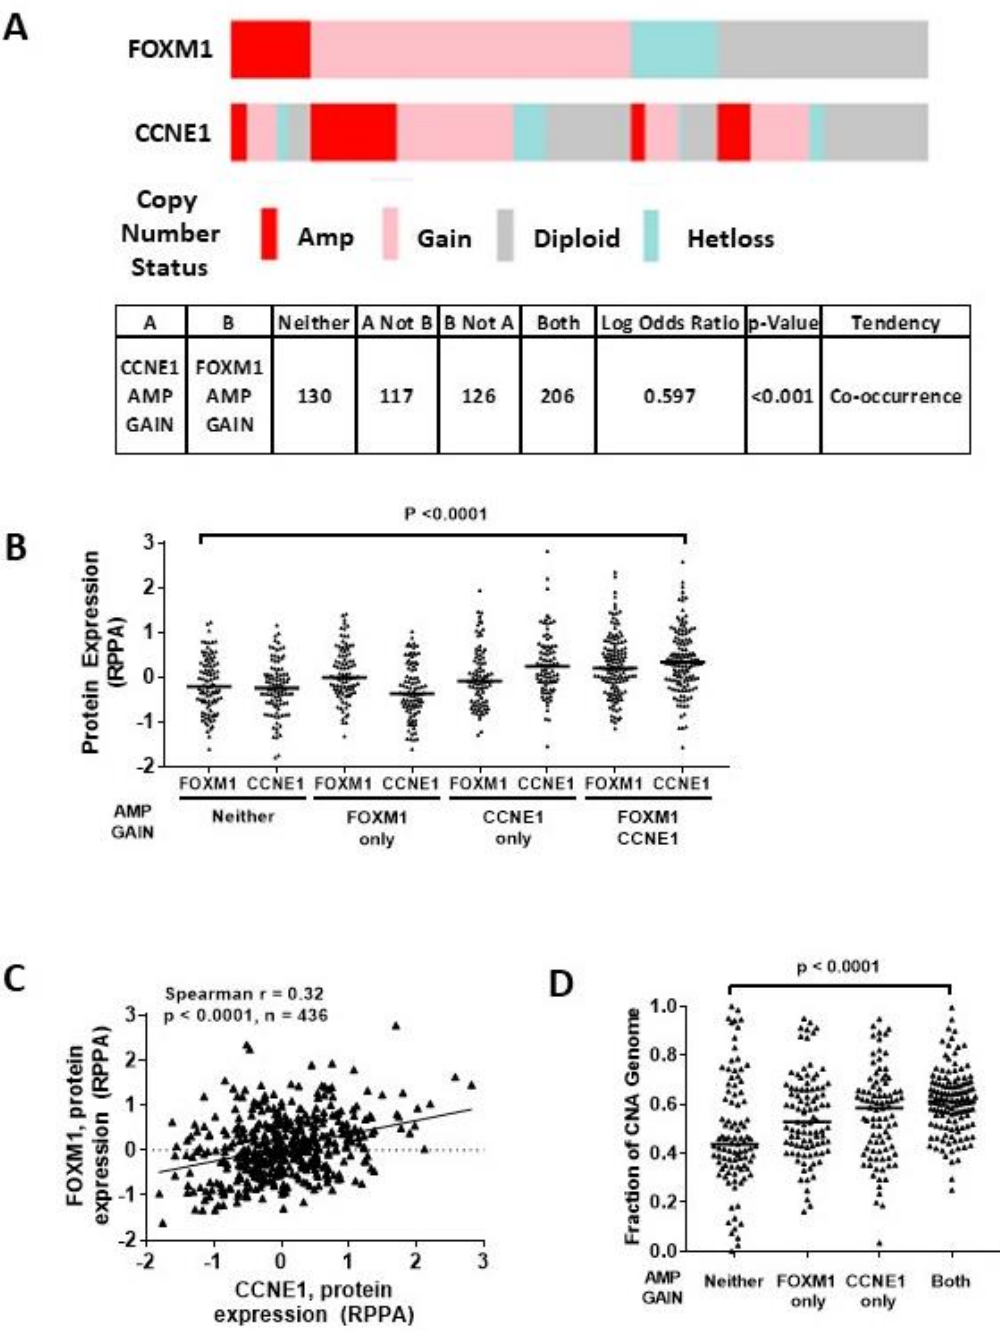 A
FOXM1
CCNE1
Copy
Number
Status
Amp
Gain
Diploid
Hetloss
A B Neither A Not B B Not A Both Log Odds Ratio p-Value Tendency
CCNE1
AMP
GAIN
FOXM1
AMP
GAIN
130 117 126 206 0.597 <0.001 Co-occurrence
B
P <0.0001
Protein Expression
(RPPA)
3
2
1
0
-1
-2
FOXM1 CCNE1 FOXM1 CCNE1 FOXM1 CCNE1 FOXM1 CCNE1
AMP
GAIN
Neither
FOXM1
only
CCNE1
only
FOXM1
CCNE1
C
Spearman r = 0.32
p < 0.0001, n = 436
FOXM1, protein
expression (RPPA)
3
2
1
0
-1
-2
-2 -1 0 1 2 3
CCNE1, protein
expression (RPPA)
D
p < 0.0001
Fraction of CNA Genome
1.0
0.8
0.6
0.4
0.2
0.0
AMP
GAIN
Neither
FOXM1
only
CCNE1
only
Both